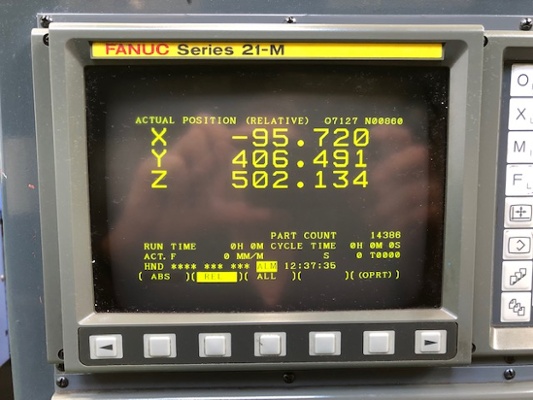 FANUC Series 21-M
ACTUAL POSITION (RELATIVE) O7127 N00860
X -95.720
Y 406.491
Z 502.134
PART COUNT 14386
RUN TIME 0H 0M CYCLE TIME 0H 0M 0S
ACT. F 0 MM/M S 0 T0000
HND **** *** *** ALM 12:37:35
( ABS )( REL )( ALL )( )( (OPRT) )
O
X
M
F